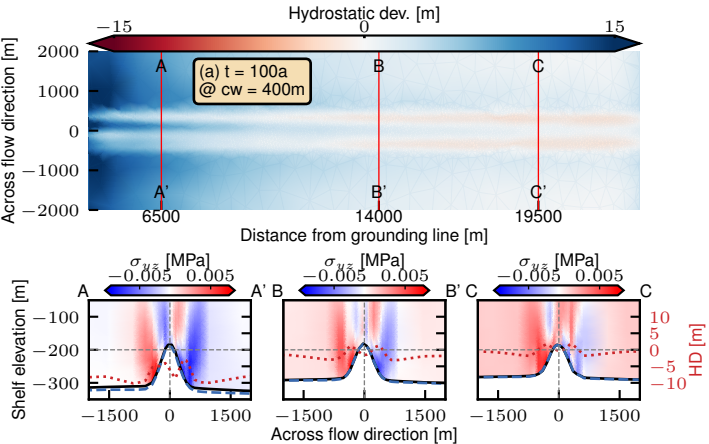 Hydrostatic dev. [m]
−15 0 15
Across flow direction [m]
2000
1000
0
−1000
−2000
A B C
(a) t = 100a
@ cw = 400m
A' B' C'
6500 14000 19500
Distance from grounding line [m]
σyz [MPa] σyz [MPa] σyz [MPa]
−0.005 0.005 −0.005 0.005 −0.005 0.005
A A' B B' C C
Shelf elevation [m]
−100
−200
−300
10
5
0
−5
−10
HD [m]
−1500 0 1500 −1500 0 1500 −1500 0 1500
Across flow direction [m]